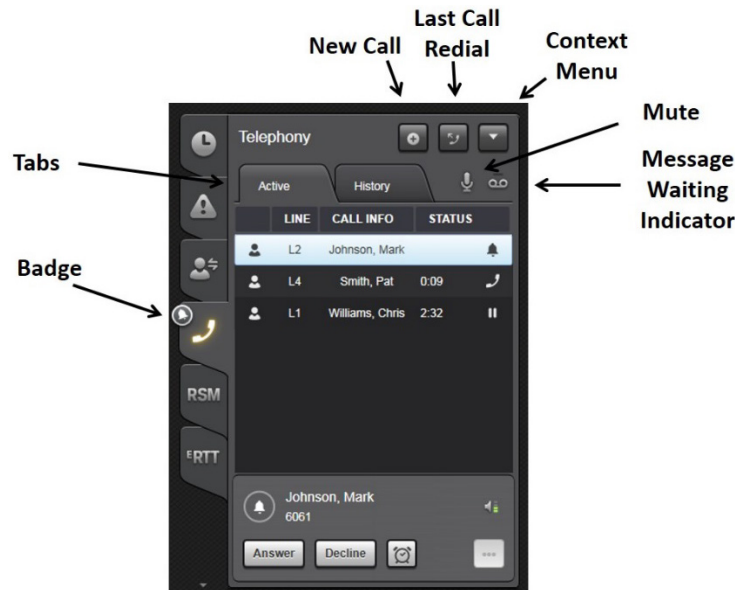 Last Call
New Call Redial Context
Menu
Mute
Telephony
Tabs
Message
Waiting
Indicator
Active History
LINE CALL INFO STATUS
L2 Johnson, Mark
L4 Smith, Pat 0:09
L1 Williams, Chris 2:32
Badge
RSM
ERTT
Johnson, Mark
6061
Answer Decline